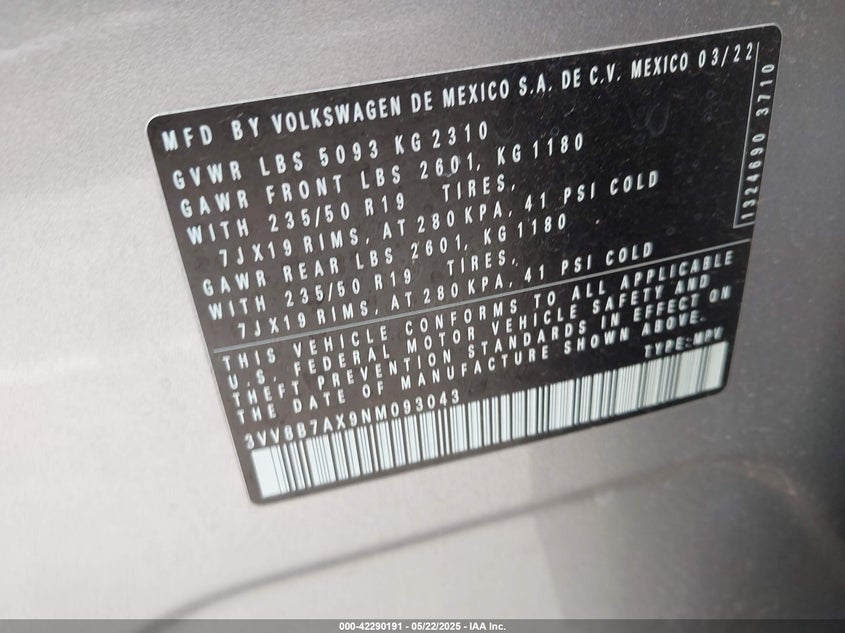 MFD BY VOLKSWAGEN DE MEXICO S.A. DE C.V. MEXICO 03/22
GVWR LBS 5093 KG 2310
GAWR FRONT LBS 2601, KG 1180
WITH 235/50 R19 TIRES,
7JX19 RIMS, AT 280 KPA, 41 PSI COLD
GAWR REAR LBS 2601, KG 1180
WITH 235/50 R19 TIRES,
7JX19 RIMS, AT 280 KPA, 41 PSI COLD
1324690 3710
THIS VEHICLE CONFORMS TO ALL APPLICABLE
U.S. FEDERAL MOTOR VEHICLE SAFETY AND
THEFT PREVENTION STANDARDS IN EFFECT ON
THE DATE OF MANUFACTURE SHOWN ABOVE.
TYPE:MPV
3VV8B7AX9NM093043
000-42290191 - 05/22/2025 - IAA Inc.